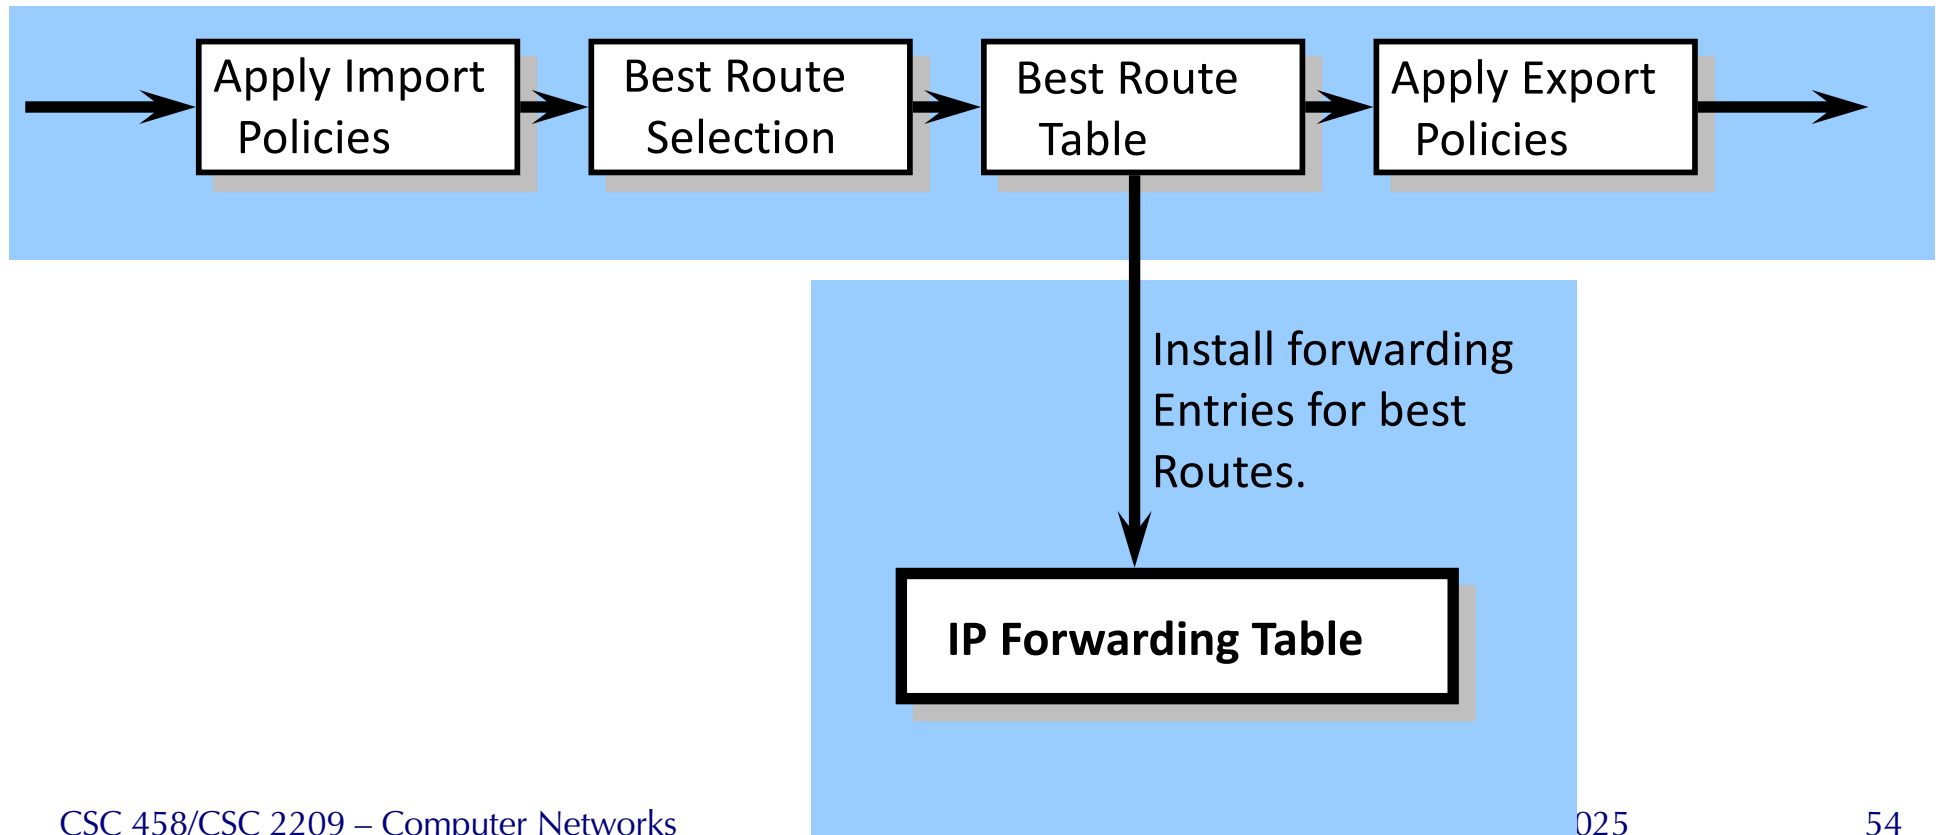 Apply Import
Policies
Best Route
Selection
Best Route
Table
Apply Export
Policies
Install forwarding
Entries for best
Routes.
IP Forwarding Table
CSC 458/CSC 2209 – Computer Networks
025
54